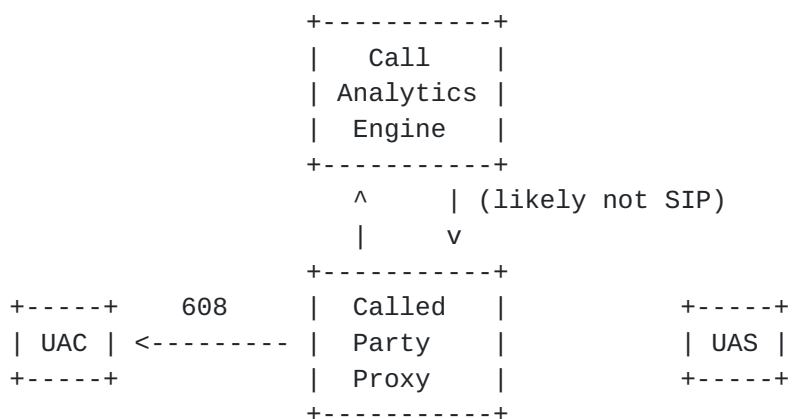 +-----------+
|   Call    |
| Analytics |
|  Engine   |
+-----------+
^     | (likely not SIP)
|     v
+-----------+
+-----+    608     |  Called   |           +-----+
| UAC | <--------- |  Party    |           | UAS |
+-----+            |  Proxy    |           +-----+
+-----------+